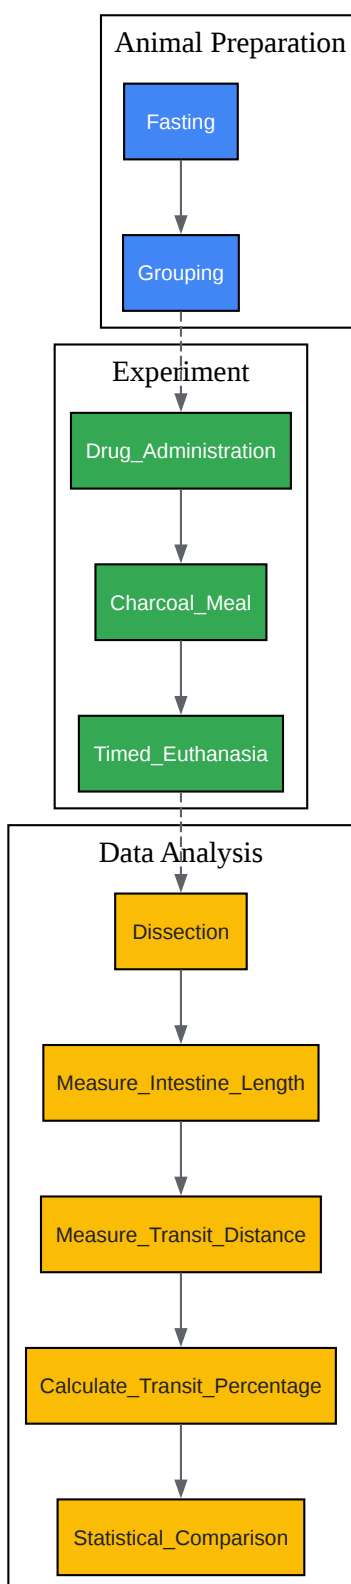 Animal Preparation
Fasting
Grouping
Experiment
Drug_Administration
Charcoal_Meal
Timed_Euthanasia
Data Analysis
Dissection
Measure_Intestine_Length
Measure_Transit_Distance
Calculate_Transit_Percentage
Statistical_Comparison